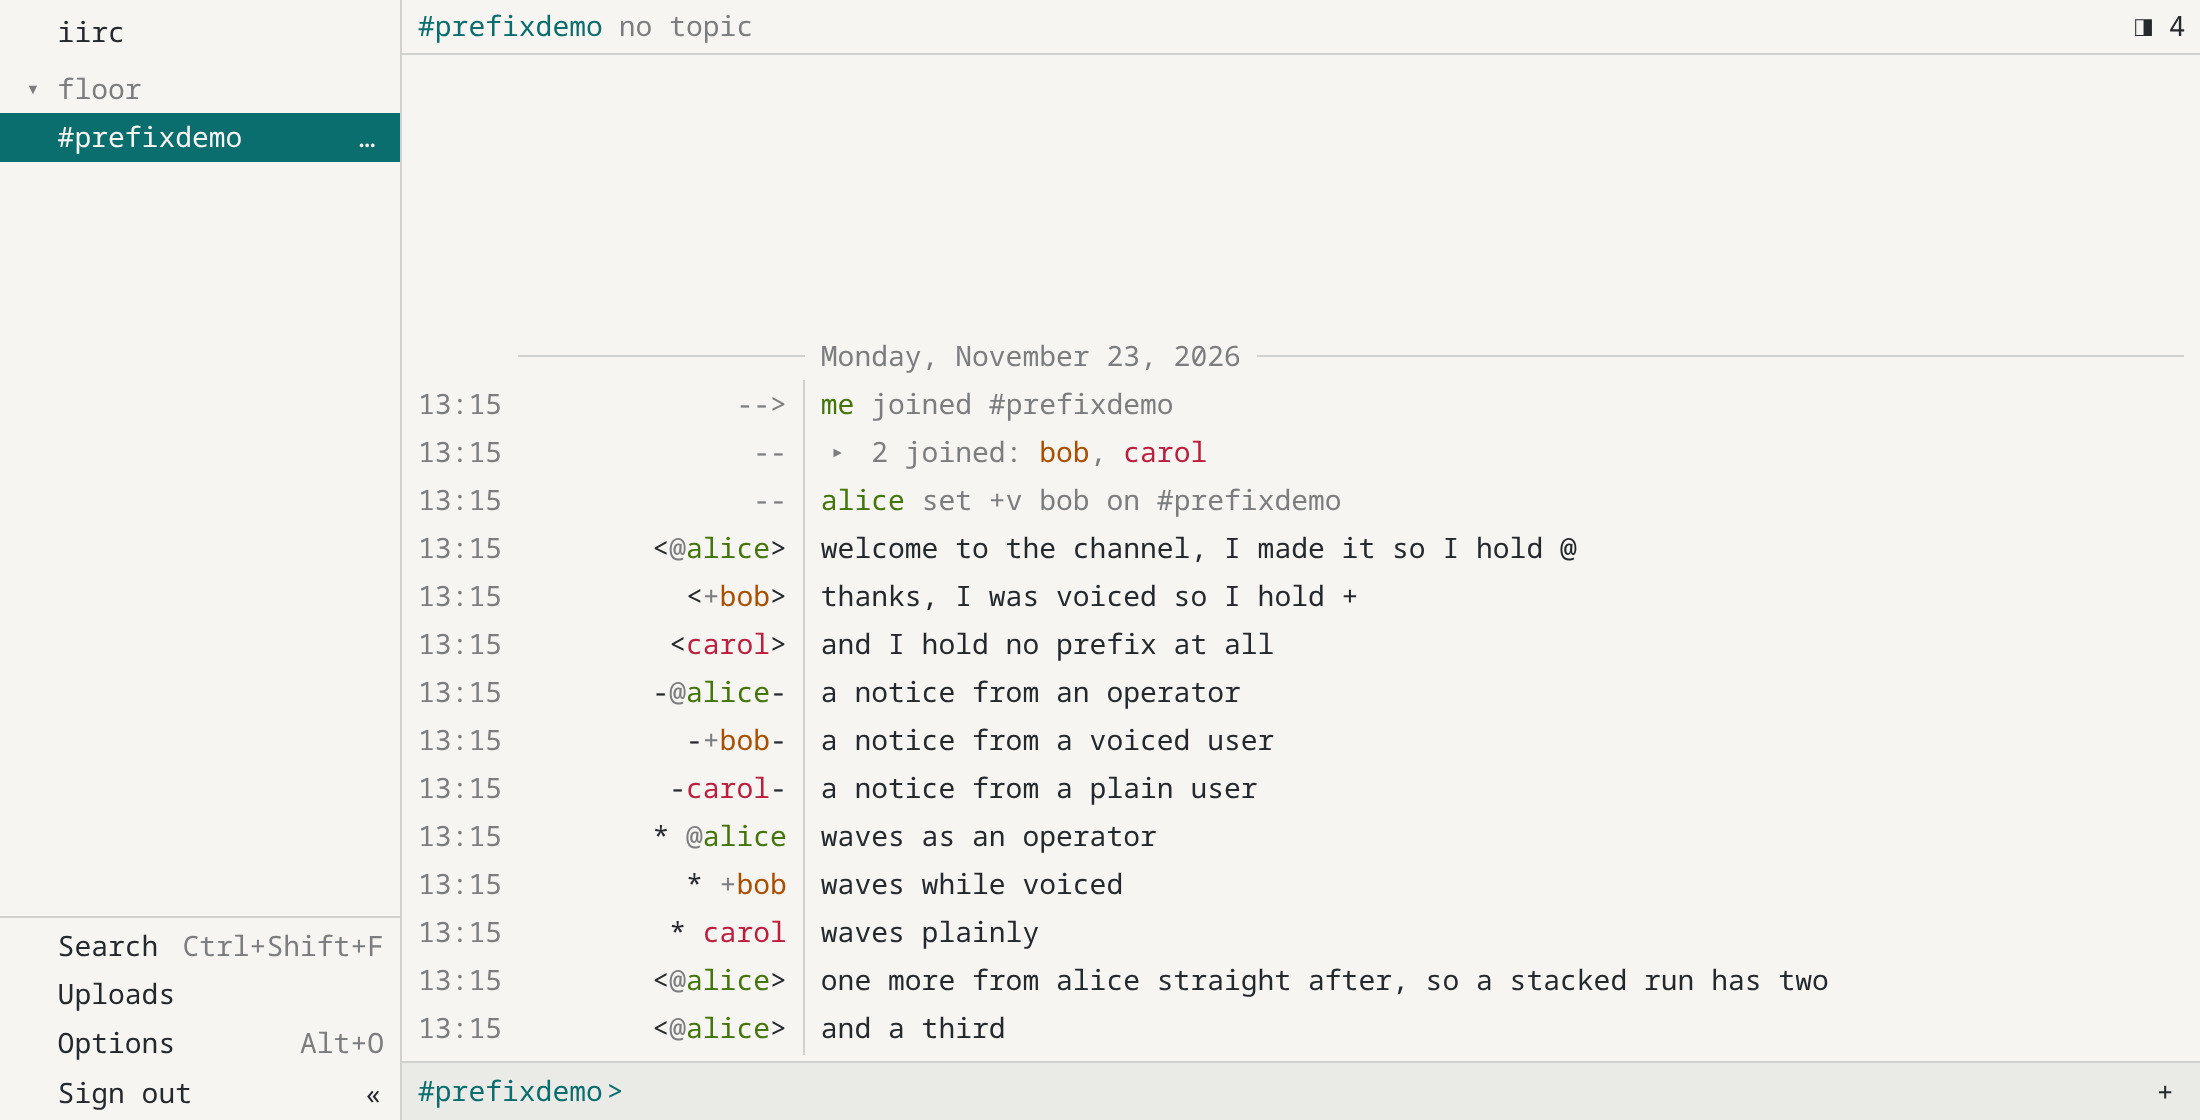 iirc
▾ floor
#prefixdemo …
Search Ctrl+Shift+F
Uploads
Options Alt+O
Sign out «
#prefixdemo no topic ◨ 4
Monday, November 23, 2026
13:15 --> me joined #prefixdemo
13:15 -- ▸ 2 joined: bob, carol
13:15 -- alice set +v bob on #prefixdemo
13:15 <@alice> welcome to the channel, I made it so I hold @
13:15 <+bob> thanks, I was voiced so I hold +
13:15 <carol> and I hold no prefix at all
13:15 -@alice- a notice from an operator
13:15 -+bob- a notice from a voiced user
13:15 -carol- a notice from a plain user
13:15 * @alice waves as an operator
13:15 * +bob waves while voiced
13:15 * carol waves plainly
13:15 <@alice> one more from alice straight after, so a stacked run has two
13:15 <@alice> and a third
#prefixdemo> +